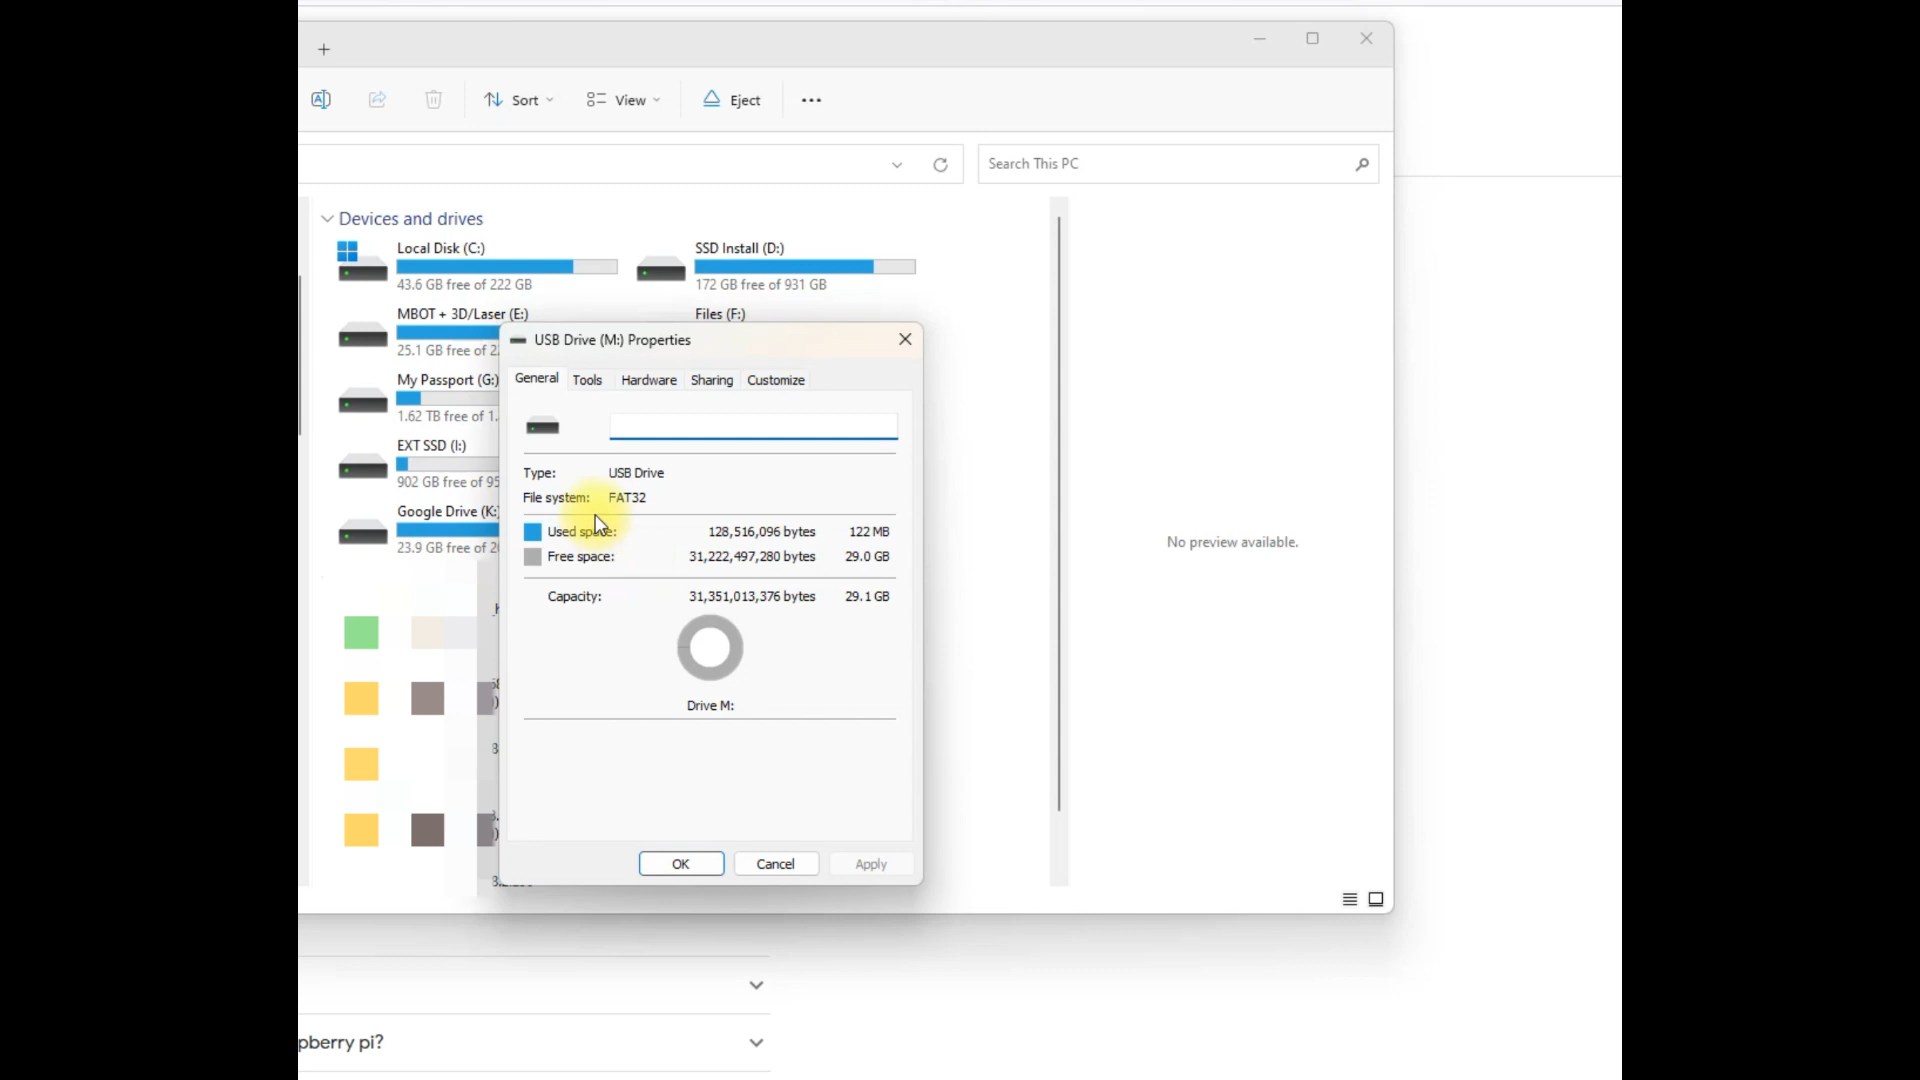 Sort
View
Eject
Search This PC
Devices and drives
Local Disk (C:)
43.6 GB free of 222 GB
SSD Install (D:)
172 GB free of 931 GB
MBOT + 3D/Laser (E:)
25.1 GB free of 2
Files (F:)
My Passport (G:)
1.62 TB free of 1.
EXT SSD (I:)
902 GB free of 95
Google Drive (K:
23.9 GB free of 20
USB Drive (M:) Properties
General
Tools
Hardware
Sharing
Customize
Type: USB Drive
File system: FAT32
Used space: 128,516,096 bytes 122 MB
Free space: 31,222,497,280 bytes 29.0 GB
Capacity: 31,351,013,376 bytes 29.1 GB
Drive M:
OK
Cancel
Apply
No preview available.
pberry pi?